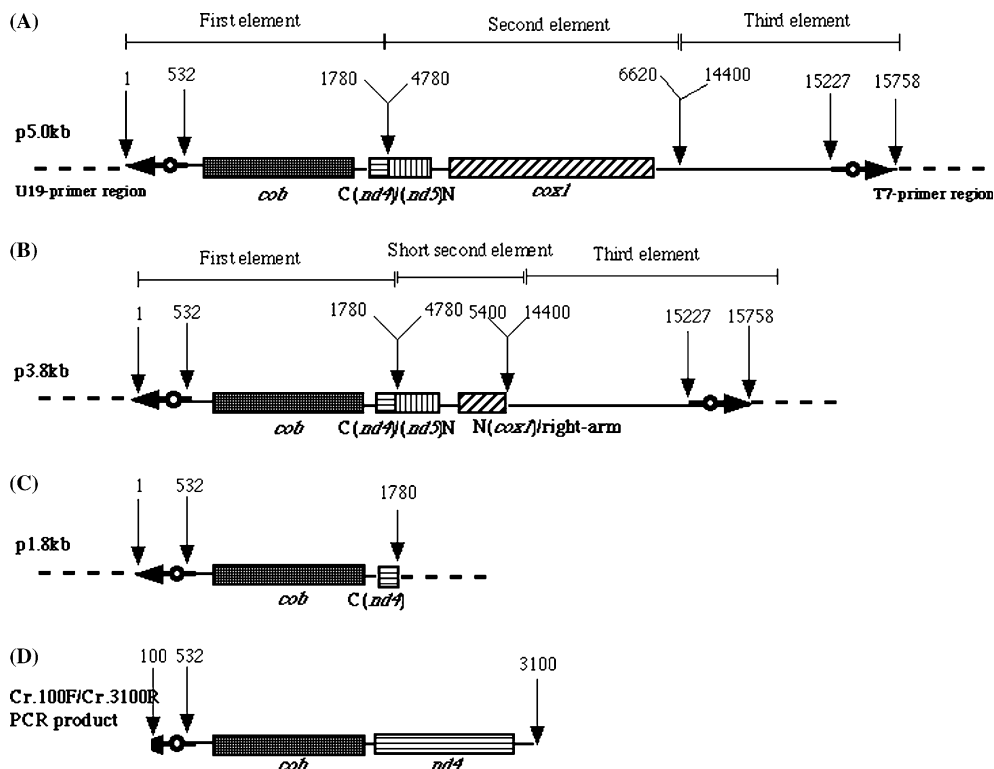 (A)
First element
Second element
Third element
1
532
1780
4780
6620
14400
15227
15758
p5.0kb
U19-primer region
cob
C(nd4)/(nd5)N
cox1
T7-primer region
(B)
First element
Short second element
Third element
1
532
1780
4780
5400
14400
15227
15758
p3.8kb
cob
C(nd4)/(nd5)N
N(cox1)/right-arm
(C)
1
532
1780
p1.8kb
cob
C(nd4)
(D)
100
532
3100
Cr.100F/Cr.3100R
PCR product
cob
nd4